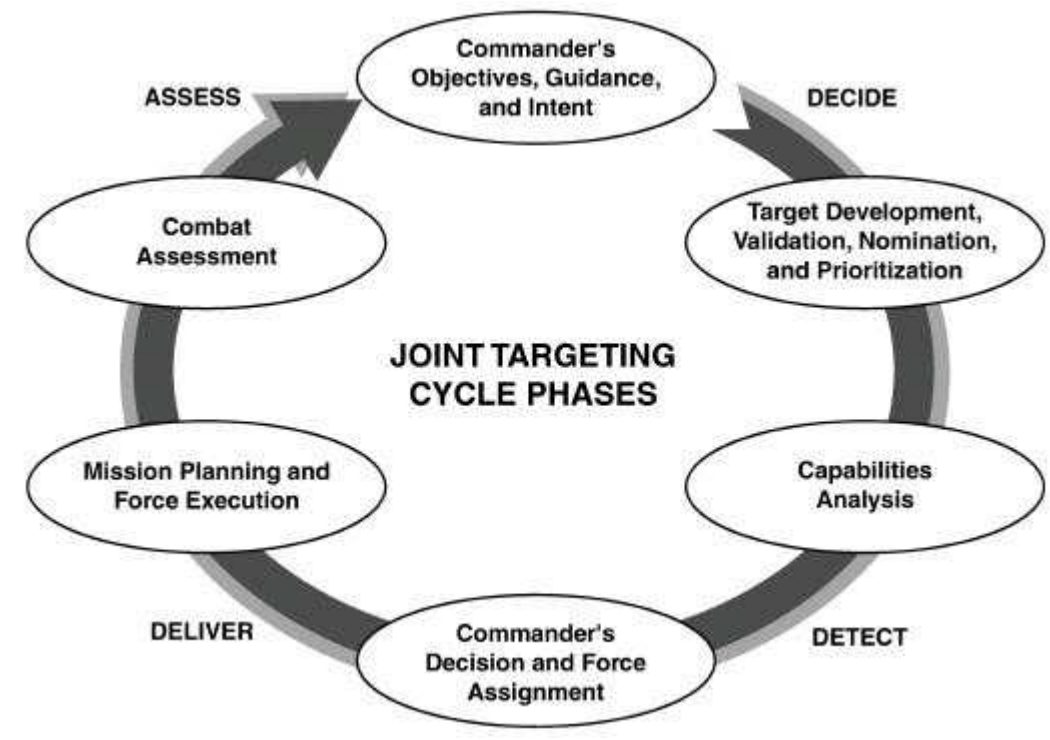 Commander's
Objectives, Guidance,
and Intent
ASSESS
DECIDE
Combat
Assessment
Target Development,
Validation, Nomination,
and Prioritization
JOINT TARGETING
CYCLE PHASES
Mission Planning and
Force Execution
Capabilities
Analysis
DELIVER
Commander's
Decision and Force
Assignment
DETECT